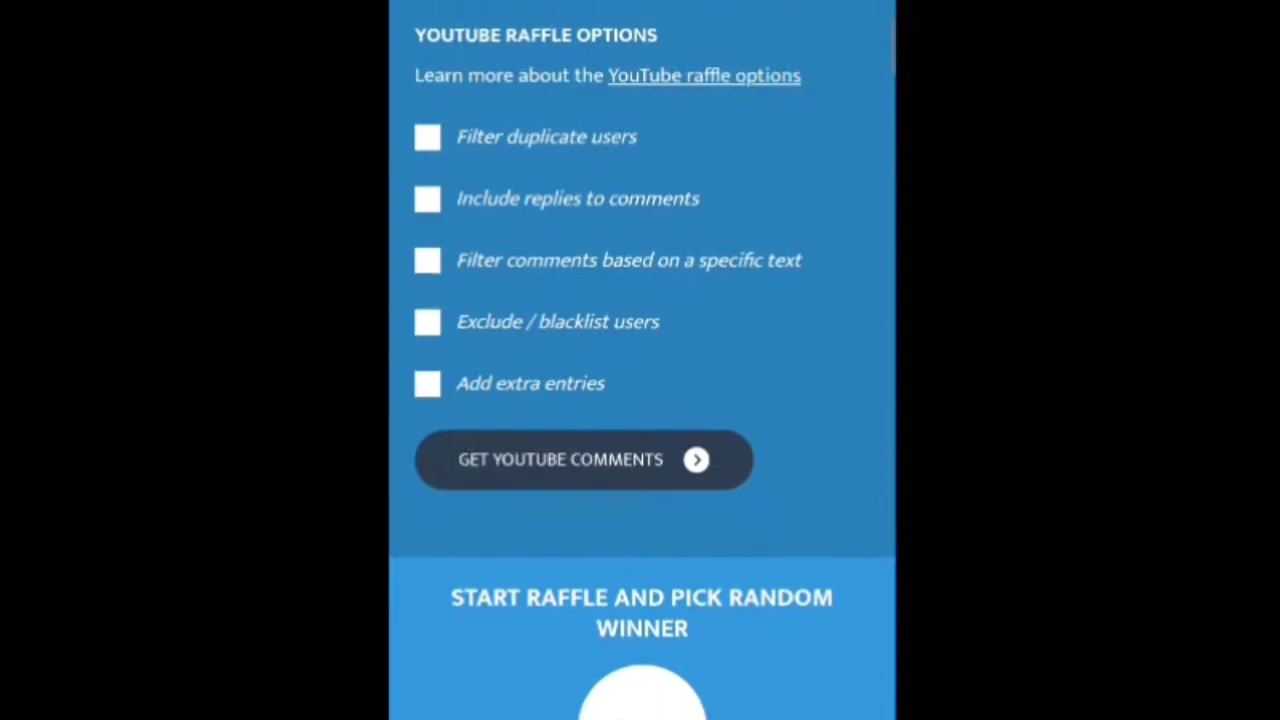 YOUTUBE RAFFLE OPTIONS
Learn more about the YouTube raffle options
Filter duplicate users
Include replies to comments
Filter comments based on a specific text
Exclude / blacklist users
Add extra entries
GET YOUTUBE COMMENTS
START RAFFLE AND PICK RANDOM
WINNER